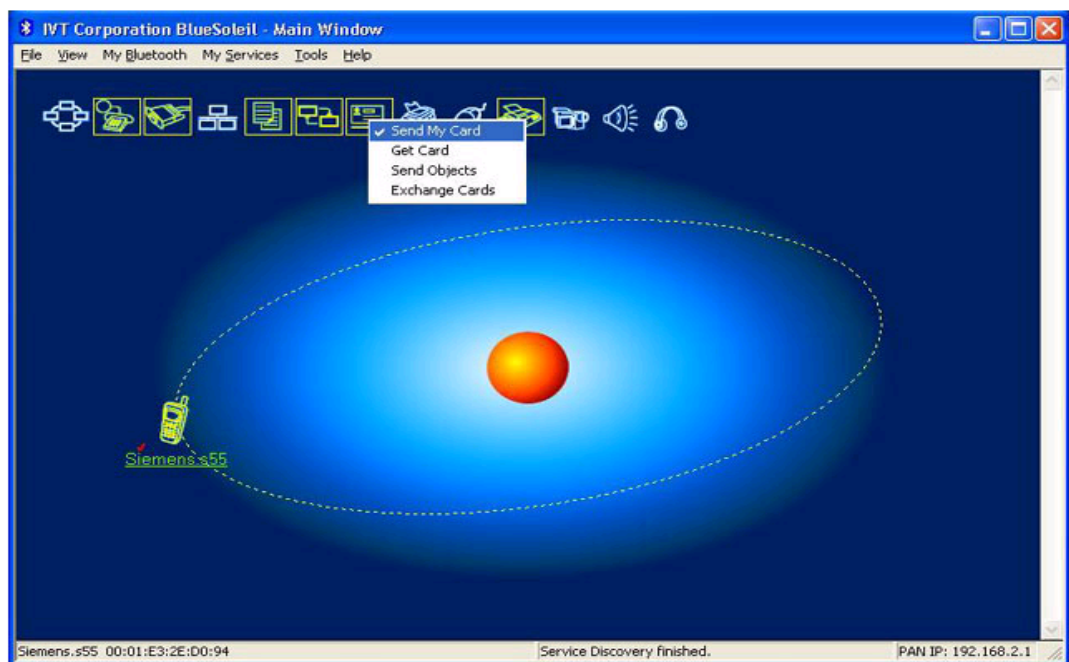 IVT Corporation BlueSoleil - Main Window
File View My Bluetooth My Services Tools Help
Send My Card
Get Card
Send Objects
Exchange Cards
Siemens.s55
Siemens.s55 00:01:E3:2E:D0:94 Service Discovery finished. PAN IP: 192.168.2.1